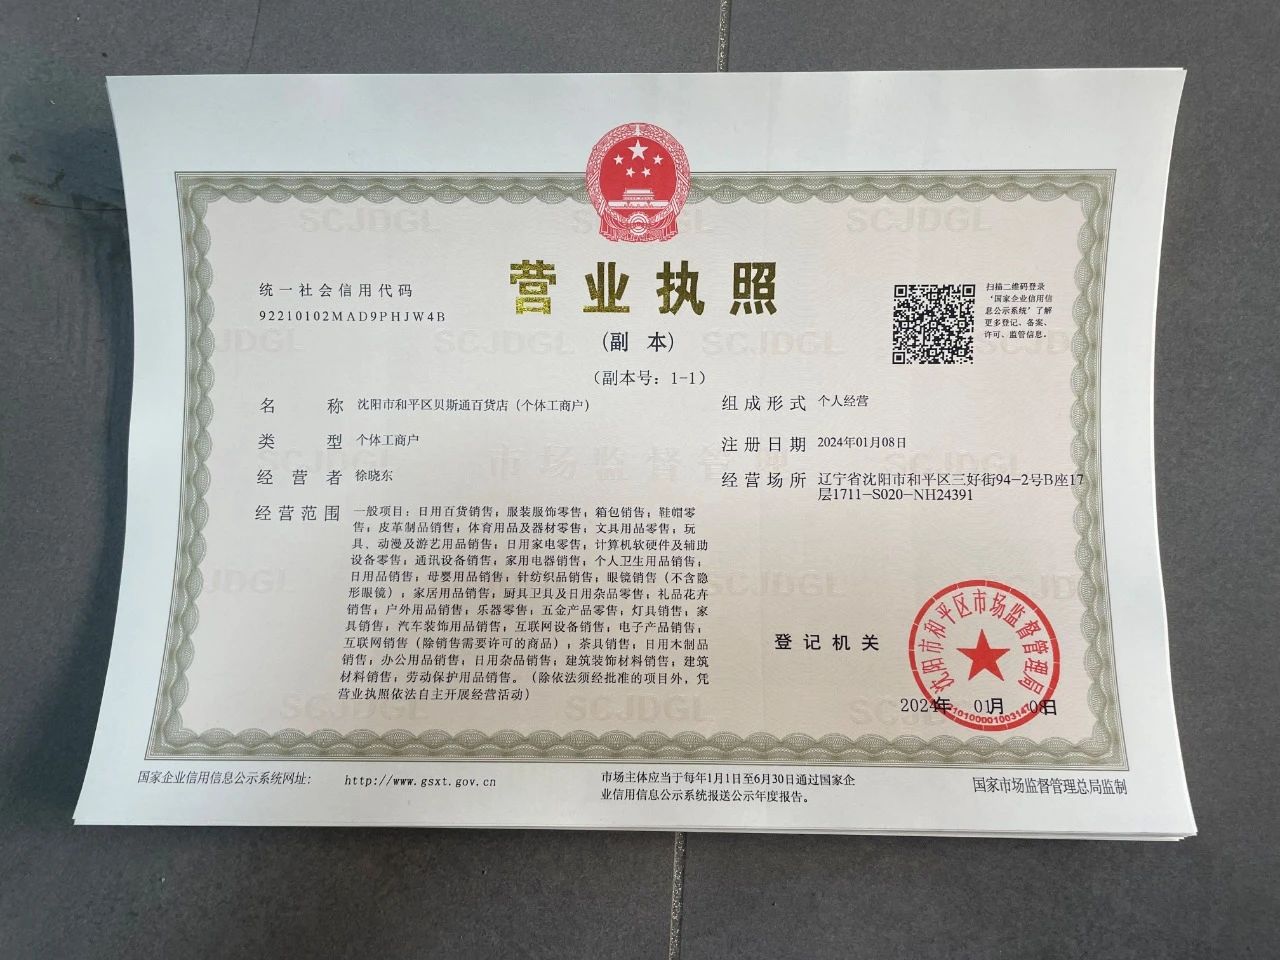 SCJDGL SCJDGL SCJDGL
统一社会信用代码
92210102MAD9PHJW4B
营业执照
(副 本)
(副本号：1-1)
扫描二维码登录
‘国家企业信用信
息公示系统’了解
更多登记、备案、
许可、监管信息。
名 称 沈阳市和平区贝斯通百货店（个体工商户）
类 型 个体工商户
经营者 徐晓东
经营范围 一般项目：日用百货销售；服装服饰零售；箱包销售；鞋帽零
售；皮革制品销售；体育用品及器材零售；文具用品零售；玩
具、动漫及游艺用品销售；日用家电零售；计算机软硬件及辅助
设备零售；通讯设备销售；家用电器销售；个人卫生用品销售；
日用品销售；母婴用品销售；针纺织品销售；眼镜销售（不含隐
形眼镜）；家居用品销售；厨具卫具及日用杂品零售；礼品花卉
销售；户外用品销售；乐器零售；五金产品零售；灯具销售；家
具销售；汽车装饰用品销售；互联网设备销售；电子产品销售；
互联网销售（除销售需要许可的商品）；茶具销售；日用木制品
销售；办公用品销售；日用杂品销售；建筑装饰材料销售；建筑
材料销售；劳动保护用品销售。（除依法须经批准的项目外，凭
营业执照依法自主开展经营活动）
组成形式 个人经营
注册日期 2024年01月08日
经营场所 辽宁省沈阳市和平区三好街94-2号B座17
层1711-S020-NH24391
市场监督管理
登记机关
沈阳市和平区市场监督管理局
2024年 01月 08日
国家企业信用信息公示系统网址： http://www.gsxt.gov.cn
市场主体应当于每年1月1日至6月30日通过国家企
业信用信息公示系统报送公示年度报告。
国家市场监督管理总局监制